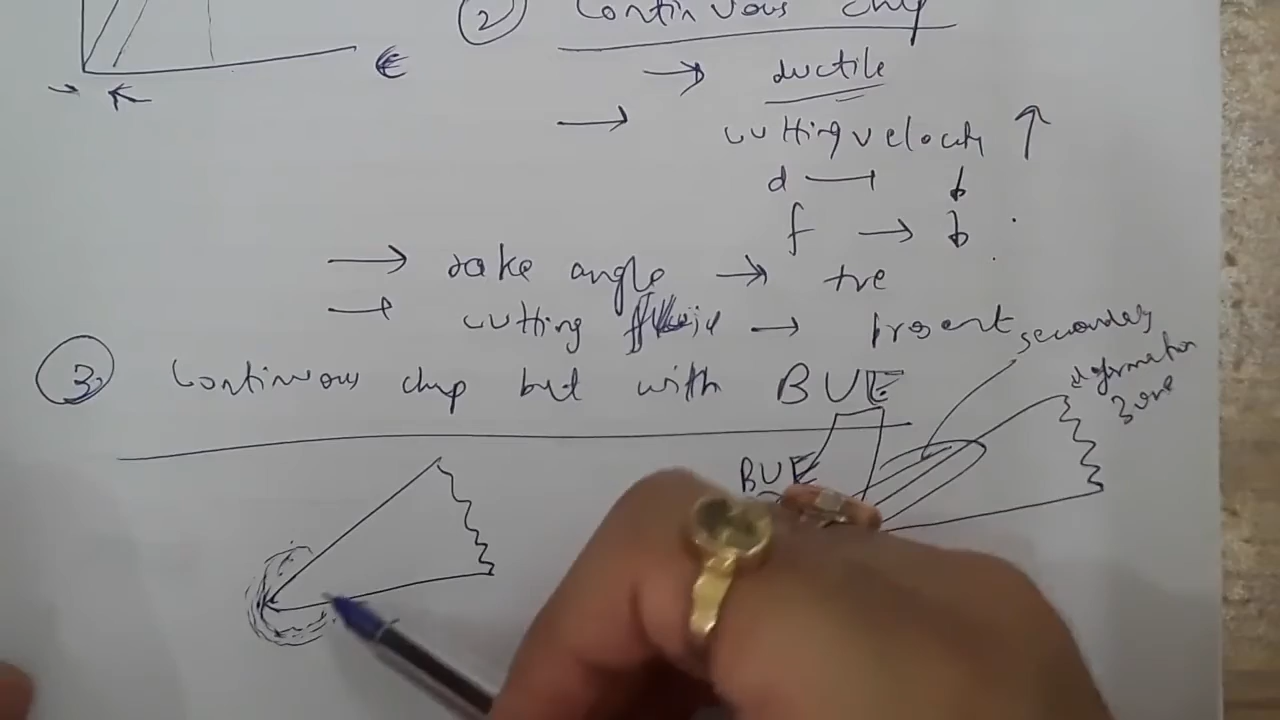 ② Continuous chip
ε
→ ductile
→ cutting velocity ↑
d → ↓
f → ↓
→ rake angle → +ve
→ cutting fluid → present
③ Continuous chip but with BUE
secondary
deformation
zone
BUE